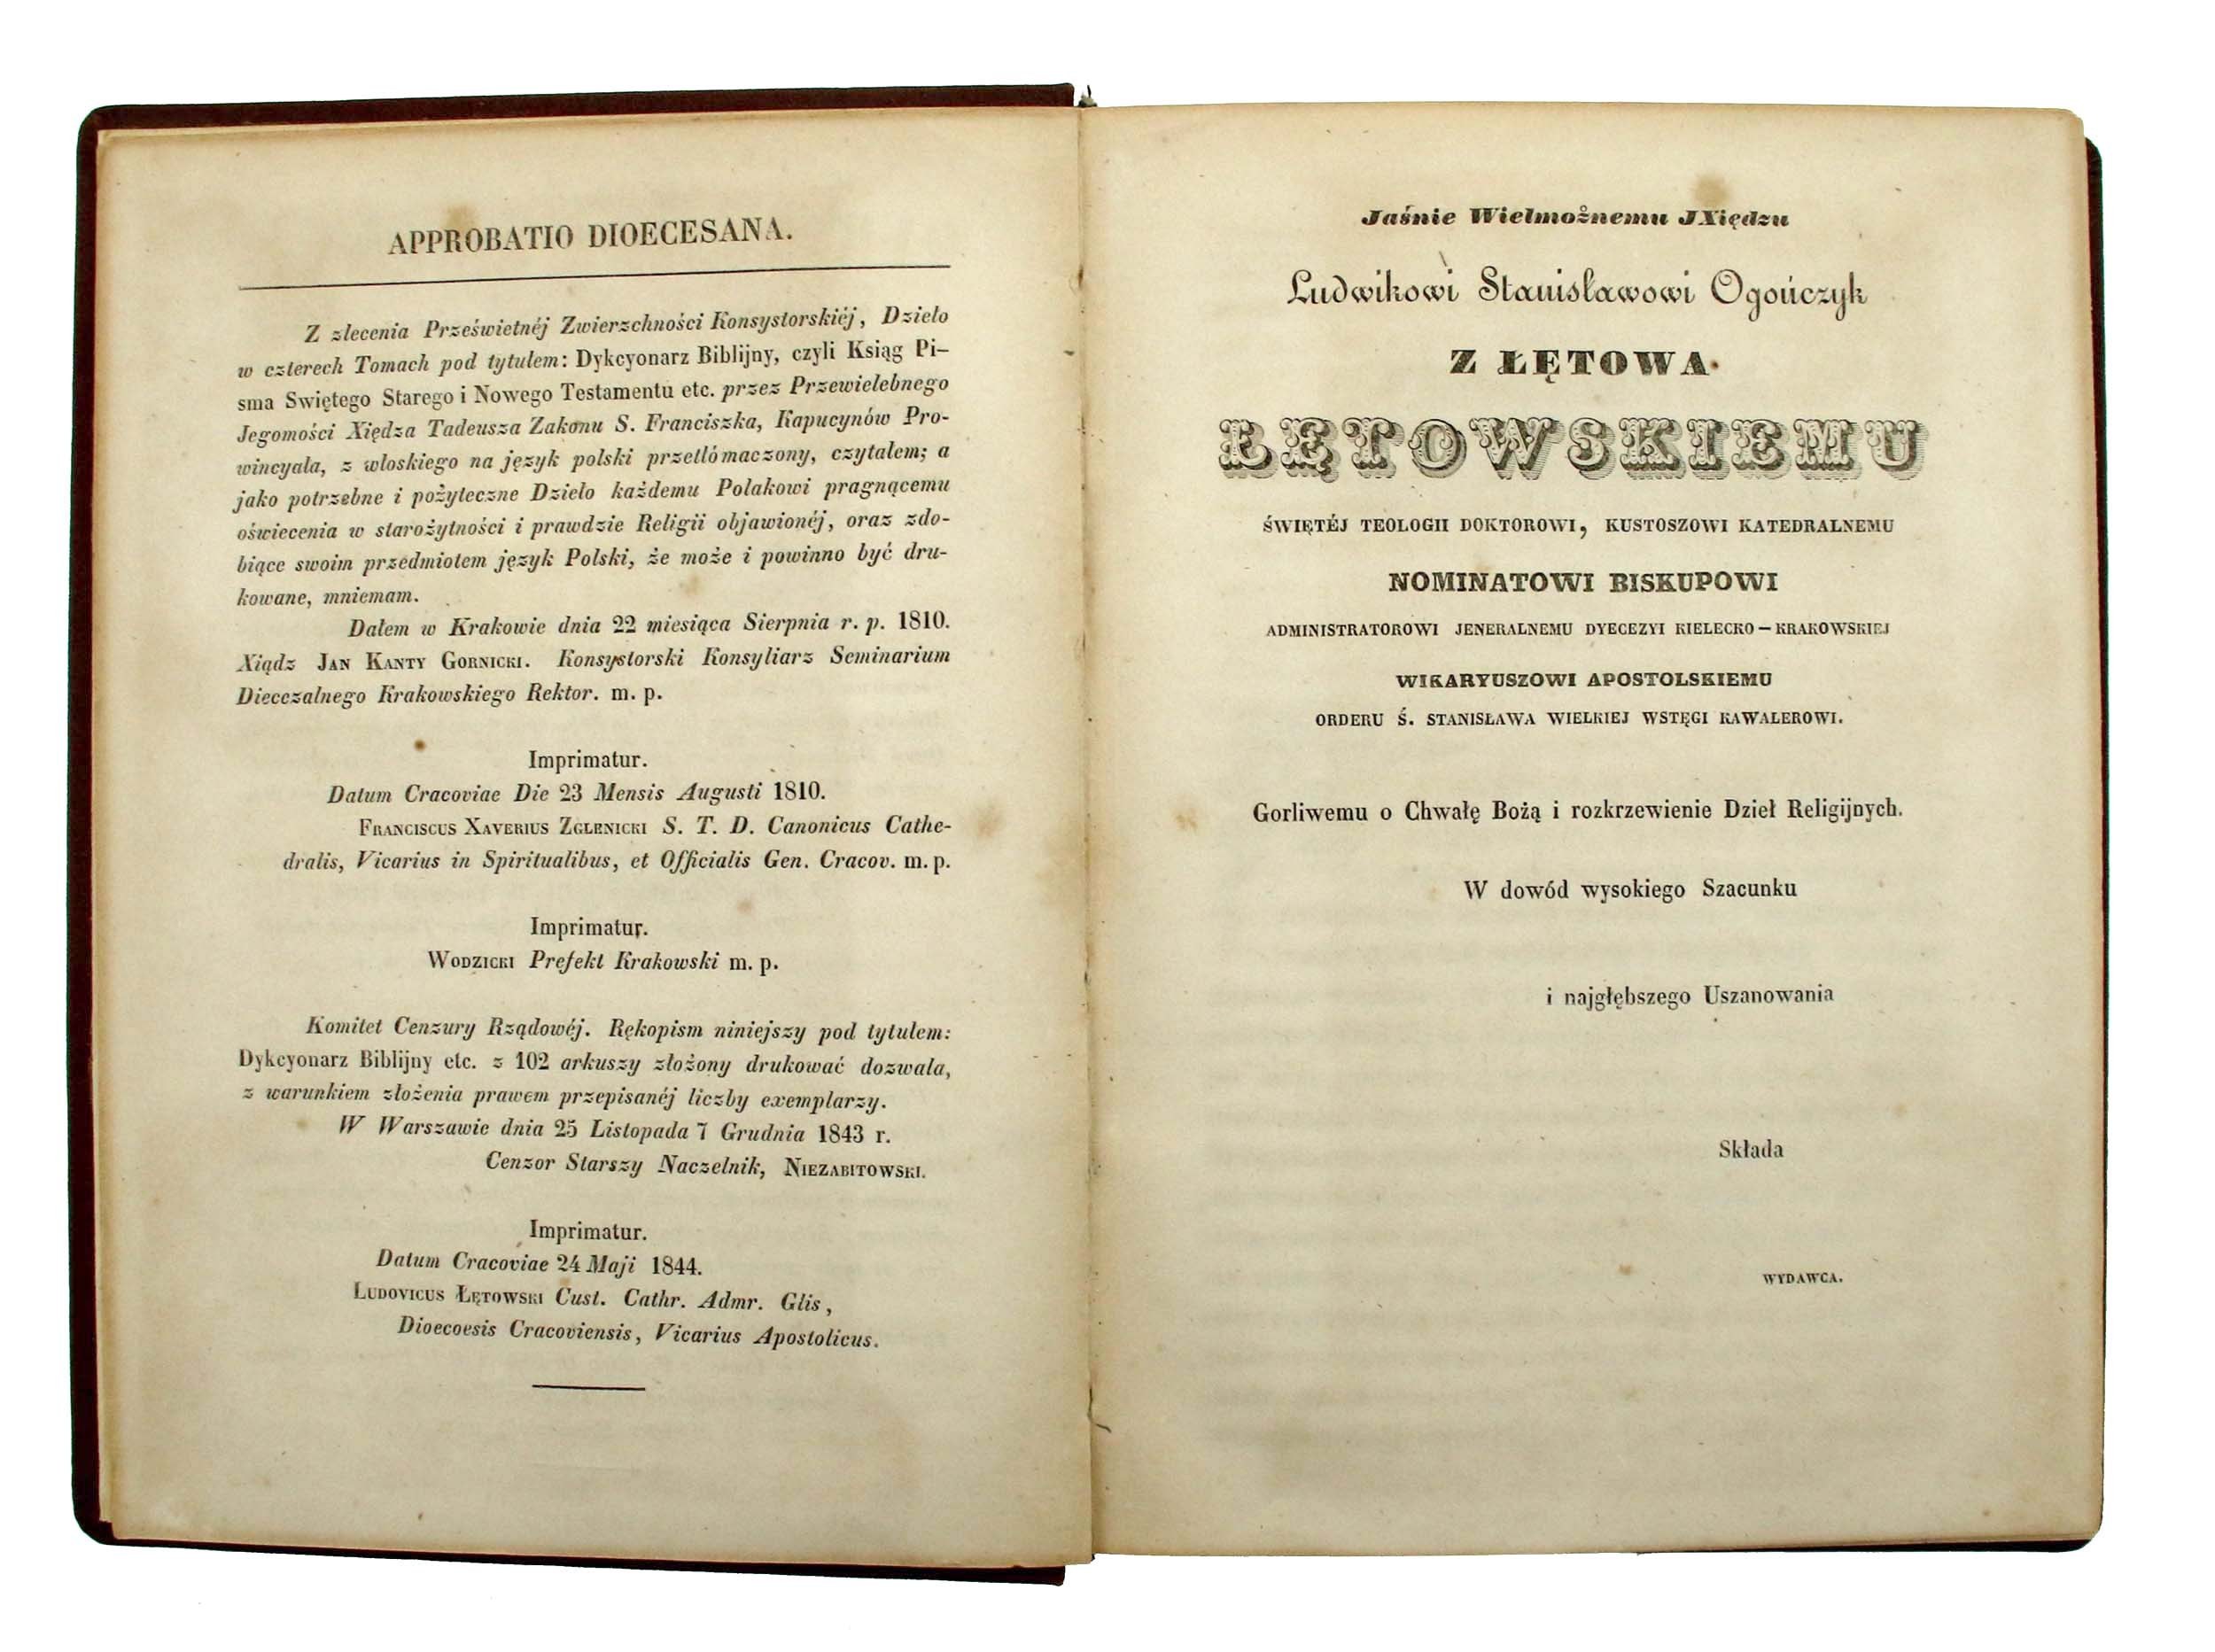 APPROBATIO DIOECESANA.
Z zlecenia Prześwietnéj Zwierzchności Konsystorskiéj, Dzieło
w czterech Tomach pod tytułem: Dykcyonarz Biblijny, czyli Ksiąg Pi-
sma Swiętego Starego i Nowego Testamentu etc. przez Przewielebnego
Jegomości Xiędza Tadeusza Zakonu S. Franciszka, Kapucynów Pro-
wincyała, z włoskiego na język polski przetłómaczony, czytałem; a
jako potrzebne i pożyteczne Dzieło każdemu Polakowi pragnącemu
oświecenia w starożytności i prawdzie Religii objawionéj, oraz zdo-
biące swoim przedmiotem język Polski, że może i powinno być dru-
kowane, mniemam.
Dałem w Krakowie dnia 22 miesiąca Sierpnia r. p. 1810.
Xiądz Jan Kanty Gornicki. Konsystorski Konsyliarz Seminarium
Diecezalnego Krakowskiego Rektor. m. p.
Imprimatur.
Datum Cracoviae Die 23 Mensis Augusti 1810.
Franciscus Xaverius Zglenicki S. T. D. Canonicus Cathe-
dralis, Vicarius in Spiritualibus, et Officialis Gen. Cracov. m. p.
Imprimatur.
Wodzicki Prefekt Krakowski m. p.
Komitet Cenzury Rządowéj. Rękopism niniejszy pod tytułem:
Dykcyonarz Biblijny etc. z 102 arkuszy złożony drukować dozwala,
z warunkiem złożenia prawem przepisanéj liczby exemplarzy.
W Warszawie dnia 25 Listopada 7 Grudnia 1843 r.
Cenzor Starszy Naczelnik, Niezabitowski.
Imprimatur.
Datum Cracoviae 24 Maji 1844.
Ludovicus Łętowski Cust. Cathr. Admr. Glis,
Dioecoesis Cracoviensis, Vicarius Apostolicus.
Jaśnie Wielmożnemu JXiędzu
Ludwikowi Stanisławowi Ogończyk
Z ŁĘTOWA
ŁĘTOWSKIEMU
ŚWIĘTÉJ TEOLOGII DOKTOROWI, KUSTOSZOWI KATEDRALNEMU
NOMINATOWI BISKUPOWI
ADMINISTRATOROWI JENERALNEMU DYECEZYI KIELECKO – KRAKOWSKIEJ
WIKARYUSZOWI APOSTOLSKIEMU
ORDERU Ś. STANISŁAWA WIELKIEJ WSTĘGI KAWALEROWI.
Gorliwemu o Chwałę Bożą i rozkrzewienie Dzieł Religijnych.
W dowód wysokiego Szacunku
i najgłębszego Uszanowania
Składa
WYDAWCA.